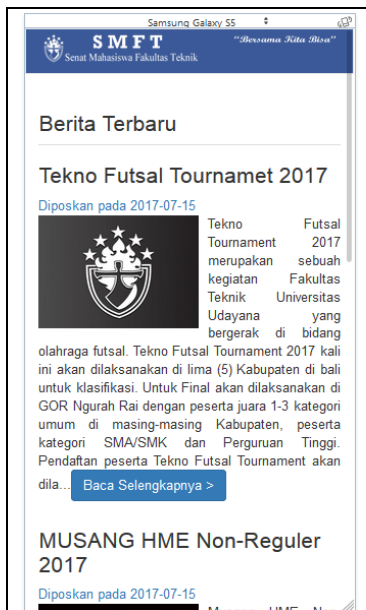 Samsung Galaxy S5
SMFT
Senat Mahasiswa Fakultas Teknik
"Bersama Kita Bisa"
Berita Terbaru
Tekno Futsal Tournamet 2017
Diposkan pada 2017-07-15
Tekno Futsal
Tournament 2017
merupakan sebuah
kegiatan Fakultas
Teknik Universitas
Udayana yang
bergerak di bidang
olahraga futsal. Tekno Futsal Tournament 2017 kali
ini akan dilaksanakan di lima (5) Kabupaten di bali
untuk klasifikasi. Untuk Final akan dilaksanakan di
GOR Ngurah Rai dengan peserta juara 1-3 kategori
umum di masing-masing Kabupaten, peserta
kategori SMA/SMK dan Perguruan Tinggi.
Pendaftan peserta Tekno Futsal Tournament akan
dila... Baca Selengkapnya >
MUSANG HME Non-Reguler
2017
Diposkan pada 2017-07-15
Musang HME Non